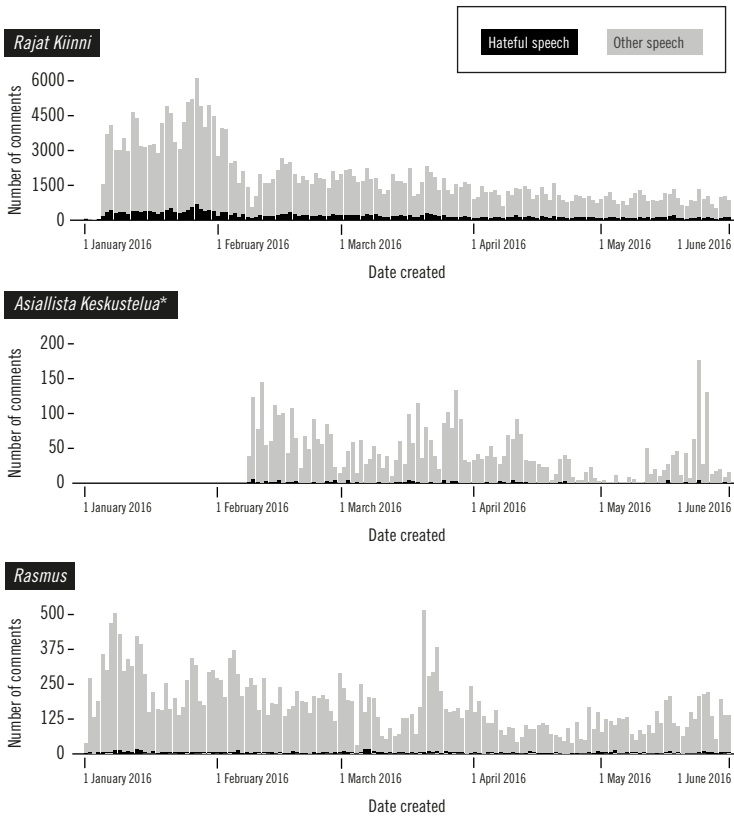 Hateful speech
Other speech
Rajat Kiinni
6000
4500
3000
1500
0
Number of comments
1 January 2016
1 February 2016
1 March 2016
1 April 2016
1 May 2016
1 June 2016
Date created
Asiallista Keskustelua*
200
150
100
50
0
Number of comments
1 January 2016
1 February 2016
1 March 2016
1 April 2016
1 May 2016
1 June 2016
Date created
Rasmus
500
375
250
125
0
Number of comments
1 January 2016
1 February 2016
1 March 2016
1 April 2016
1 May 2016
1 June 2016
Date created